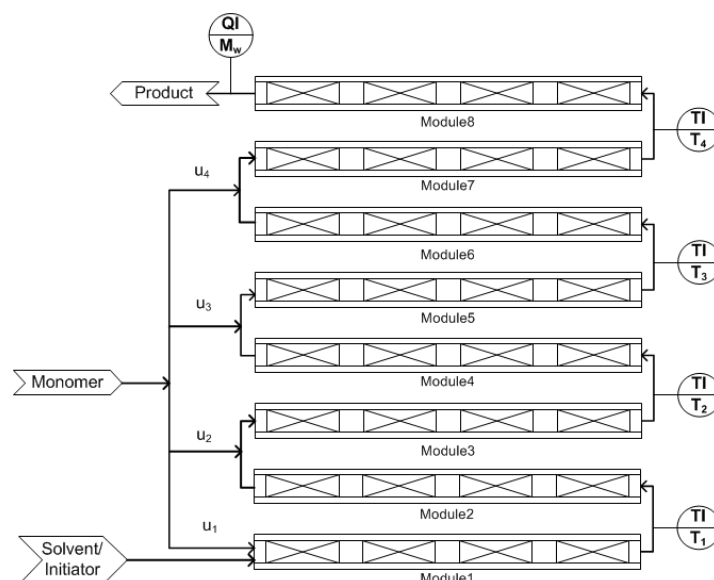 QI
Mw
Product
Module8
TI
T4
u4
Module7
Module6
TI
T3
u3
Module5
Monomer
Module4
TI
T2
u2
Module3
Module2
TI
T1
u1
Solvent/
Initiator
Module1